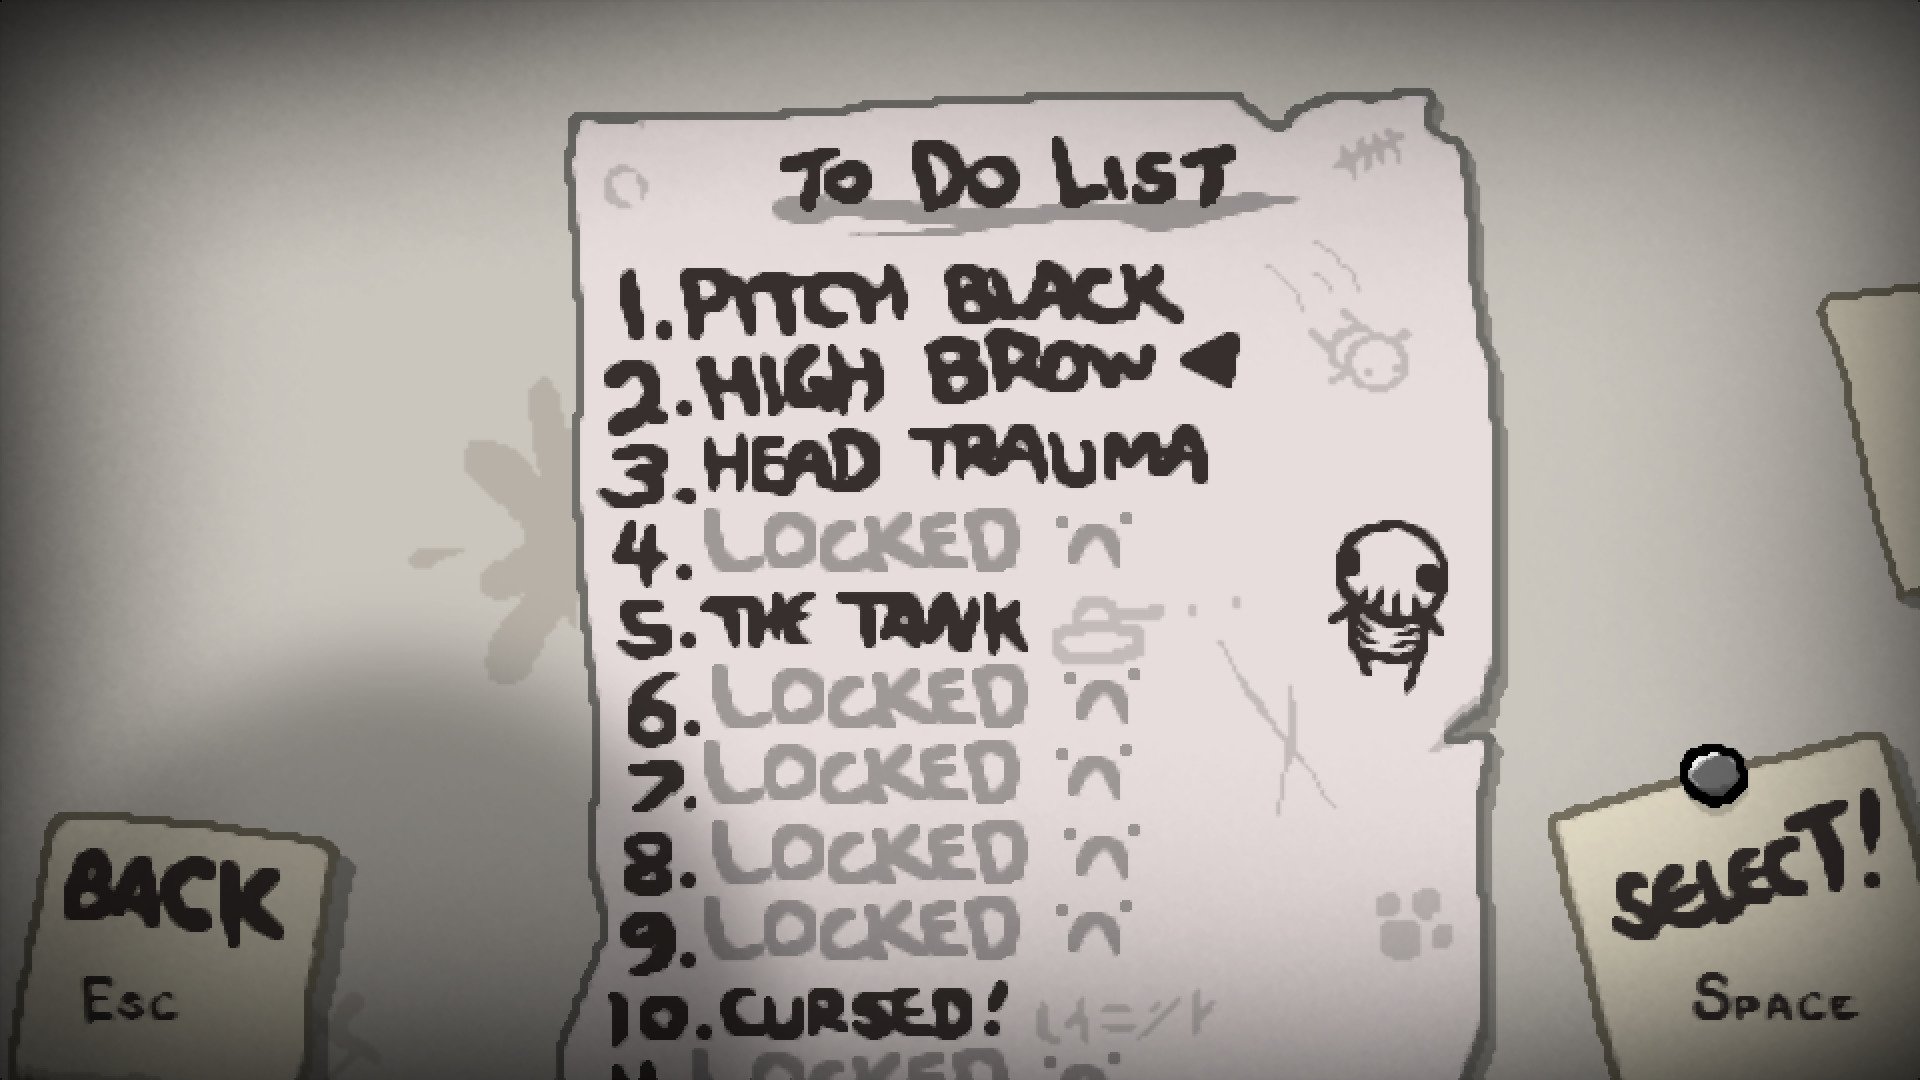 TO DO LIST
1. PITCH BLACK
2. HIGH BROW
3. HEAD TRAUMA
4. LOCKED
5. THE TANK
6. LOCKED
7. LOCKED
8. LOCKED
9. LOCKED
10. CURSED!
LOCKED
BACK
ESC
SELECT!
SPACE